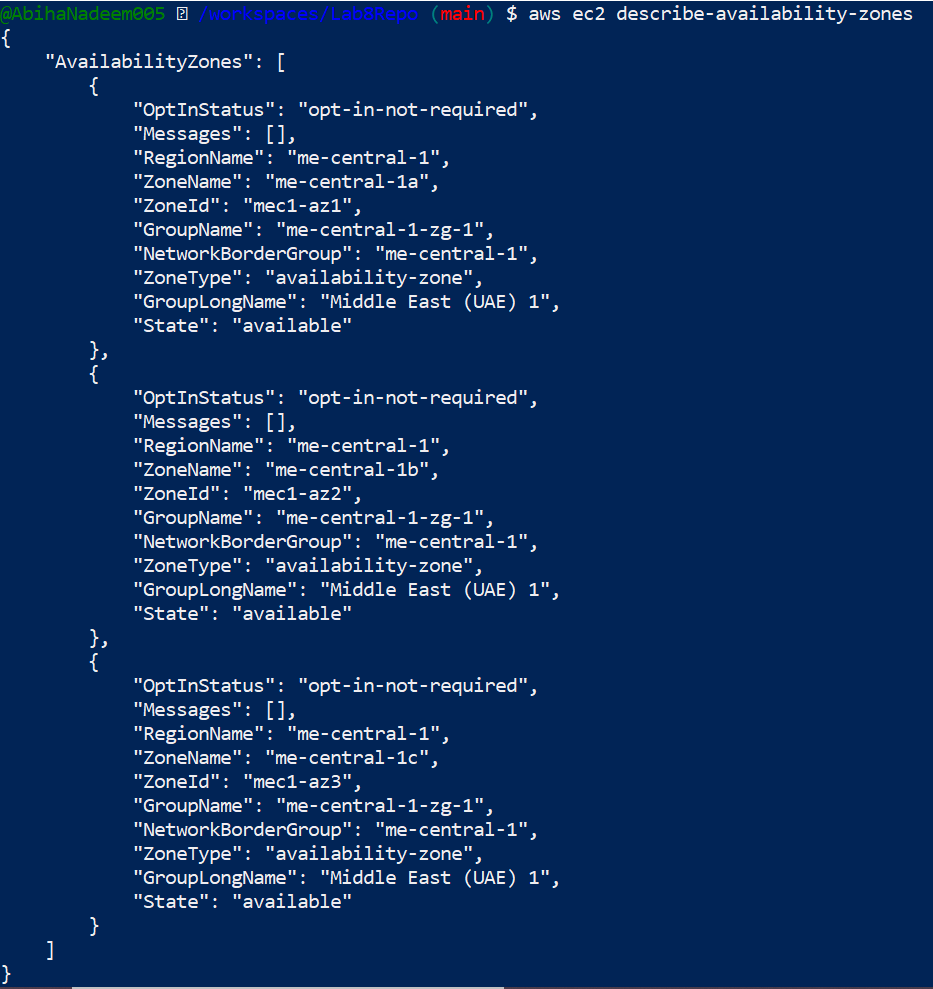 @AbihaNadeem005 /workspaces/Lab8Repo (main) $ aws ec2 describe-availability-zones
{
    "AvailabilityZones": [
        {
            "OptInStatus": "opt-in-not-required",
            "Messages": [],
            "RegionName": "me-central-1",
            "ZoneName": "me-central-1a",
            "ZoneId": "mec1-az1",
            "GroupName": "me-central-1-zg-1",
            "NetworkBorderGroup": "me-central-1",
            "ZoneType": "availability-zone",
            "GroupLongName": "Middle East (UAE) 1",
            "State": "available"
        },
        {
            "OptInStatus": "opt-in-not-required",
            "Messages": [],
            "RegionName": "me-central-1",
            "ZoneName": "me-central-1b",
            "ZoneId": "mec1-az2",
            "GroupName": "me-central-1-zg-1",
            "NetworkBorderGroup": "me-central-1",
            "ZoneType": "availability-zone",
            "GroupLongName": "Middle East (UAE) 1",
            "State": "available"
        },
        {
            "OptInStatus": "opt-in-not-required",
            "Messages": [],
            "RegionName": "me-central-1",
            "ZoneName": "me-central-1c",
            "ZoneId": "mec1-az3",
            "GroupName": "me-central-1-zg-1",
            "NetworkBorderGroup": "me-central-1",
            "ZoneType": "availability-zone",
            "GroupLongName": "Middle East (UAE) 1",
            "State": "available"
        }
    ]
}